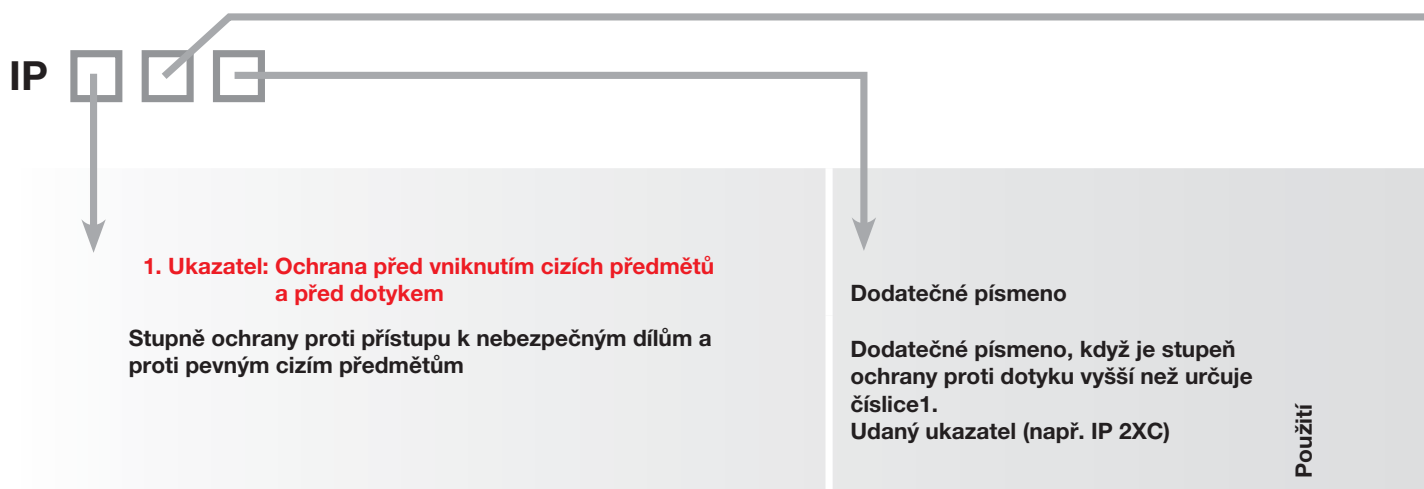 IP
1. Ukazatel: Ochrana před vniknutím cizích předmětů
a před dotykem
Stupně ochrany proti přístupu k nebezpečným dílům a
proti pevným cizím předmětům
Dodatečné písmeno
Dodatečné písmeno, když je stupeň
ochrany proti dotyku vyšší než určuje
číslice1.
Udaný ukazatel (např. IP 2XC)
Použití